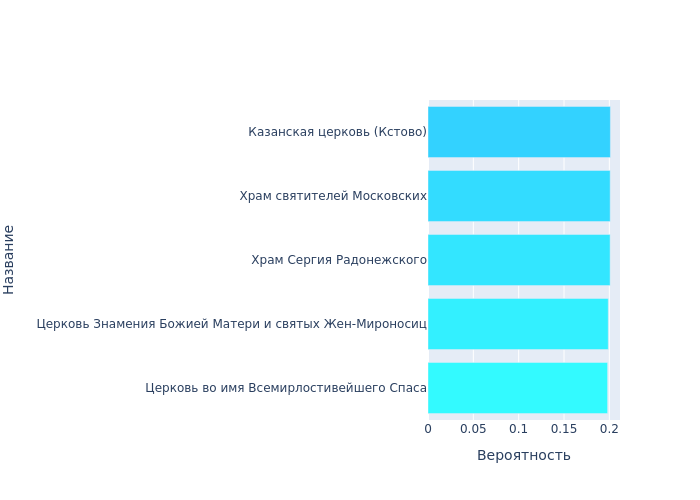 Казанская церковь (Кстово)
Храм святителей Московских
Храм Сергия Радонежского
Церковь Знамения Божией Матери и святых Жен-Мироносиц
Церковь во имя Всемирлостивейшего Спаса
0 0.05 0.1 0.15 0.2
Вероятность
Название